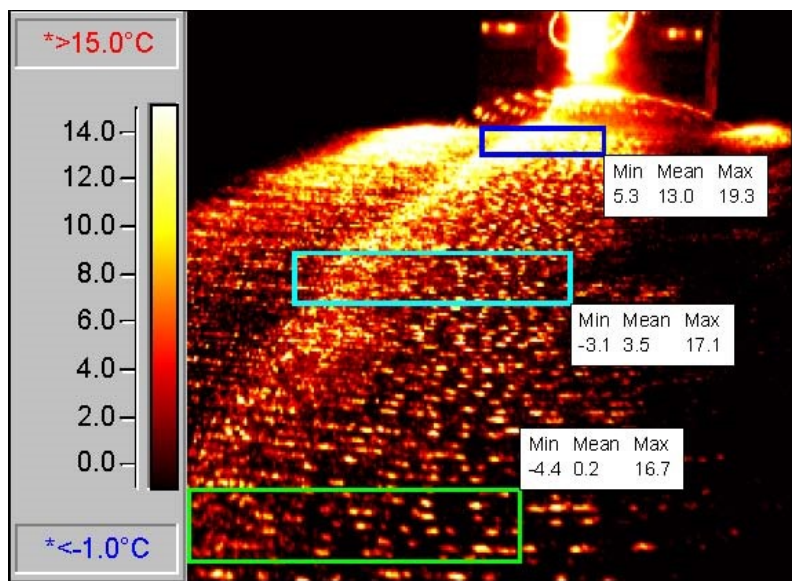 *>15.0°C
14.0
12.0
10.0
8.0
6.0
4.0
2.0
0.0
*<-1.0°C
Min Mean Max
5.3 13.0 19.3
Min Mean Max
-3.1 3.5 17.1
Min Mean Max
-4.4 0.2 16.7